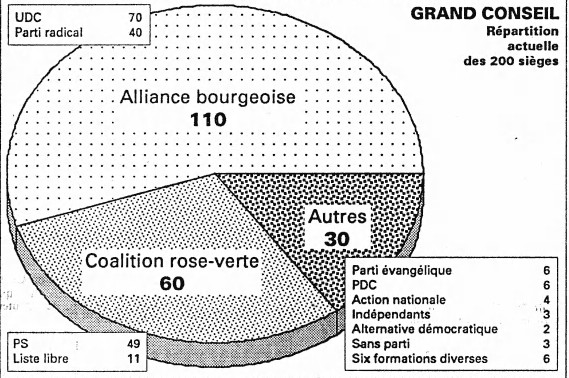 UDC 70
Parti radical 40
GRAND CONSEIL
Répartition
actuelle
des 200 sièges
Alliance bourgeoise
110
Autres
30
Coalition rose-verte
60
Parti évangélique 6
PDC 6
Action nationale 4
Indépendants 3
Alternative démocratique 2
Sans parti 3
Six formations diverses 6
PS 49
Liste libre 11